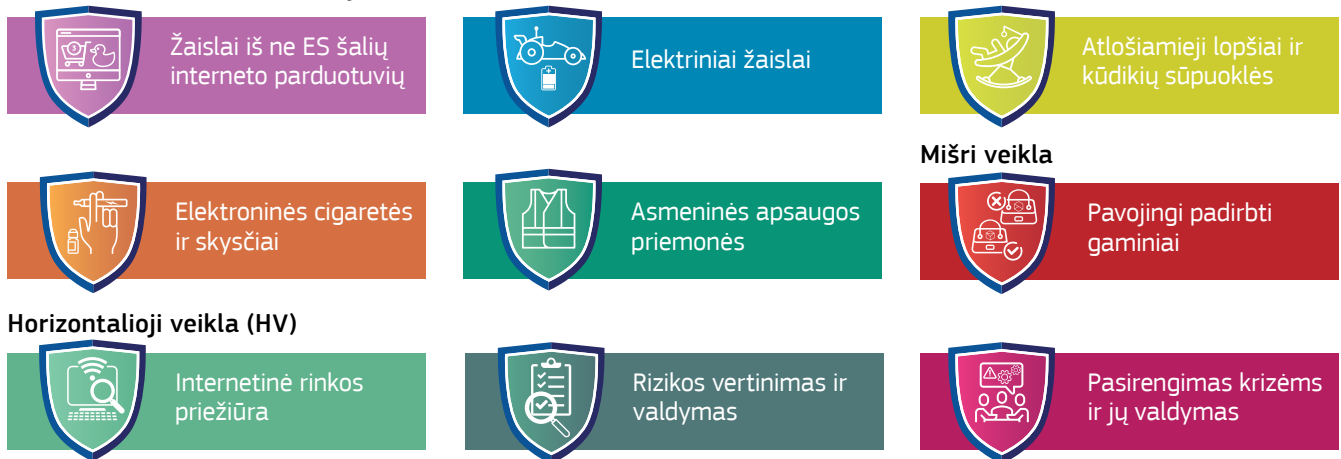 Žaislai iš ne ES šalių
interneto parduotuvių
Elektriniai žaislai
Atlošiamieji lopšiai ir
kūdikių sūpuoklės
Elektroninės cigaretės
ir skysčiai
Asmeninės apsaugos
priemonės
Mišri veikla
Pavojingi padirbti
gaminiai
Horizontalioji veikla (HV)
Internetinė rinkos
priežiūra
Rizikos vertinimas ir
valdymas
Pasirengimas krizėms
ir jų valdymas